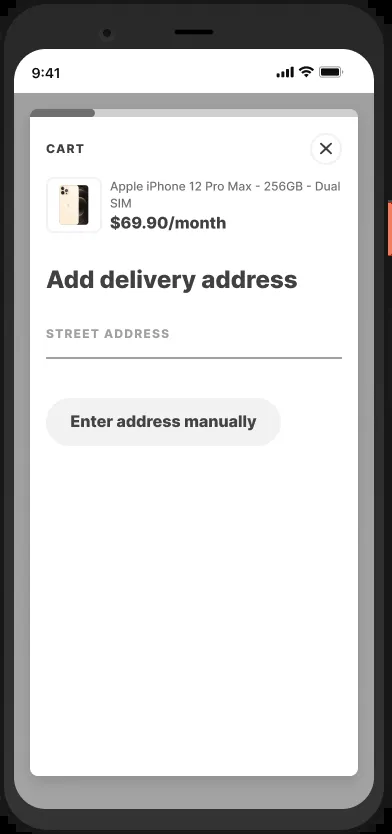 9:41
CART
Apple iPhone 12 Pro Max - 256GB - Dual
SIM
$69.90/month
Add delivery address
STREET ADDRESS
Enter address manually